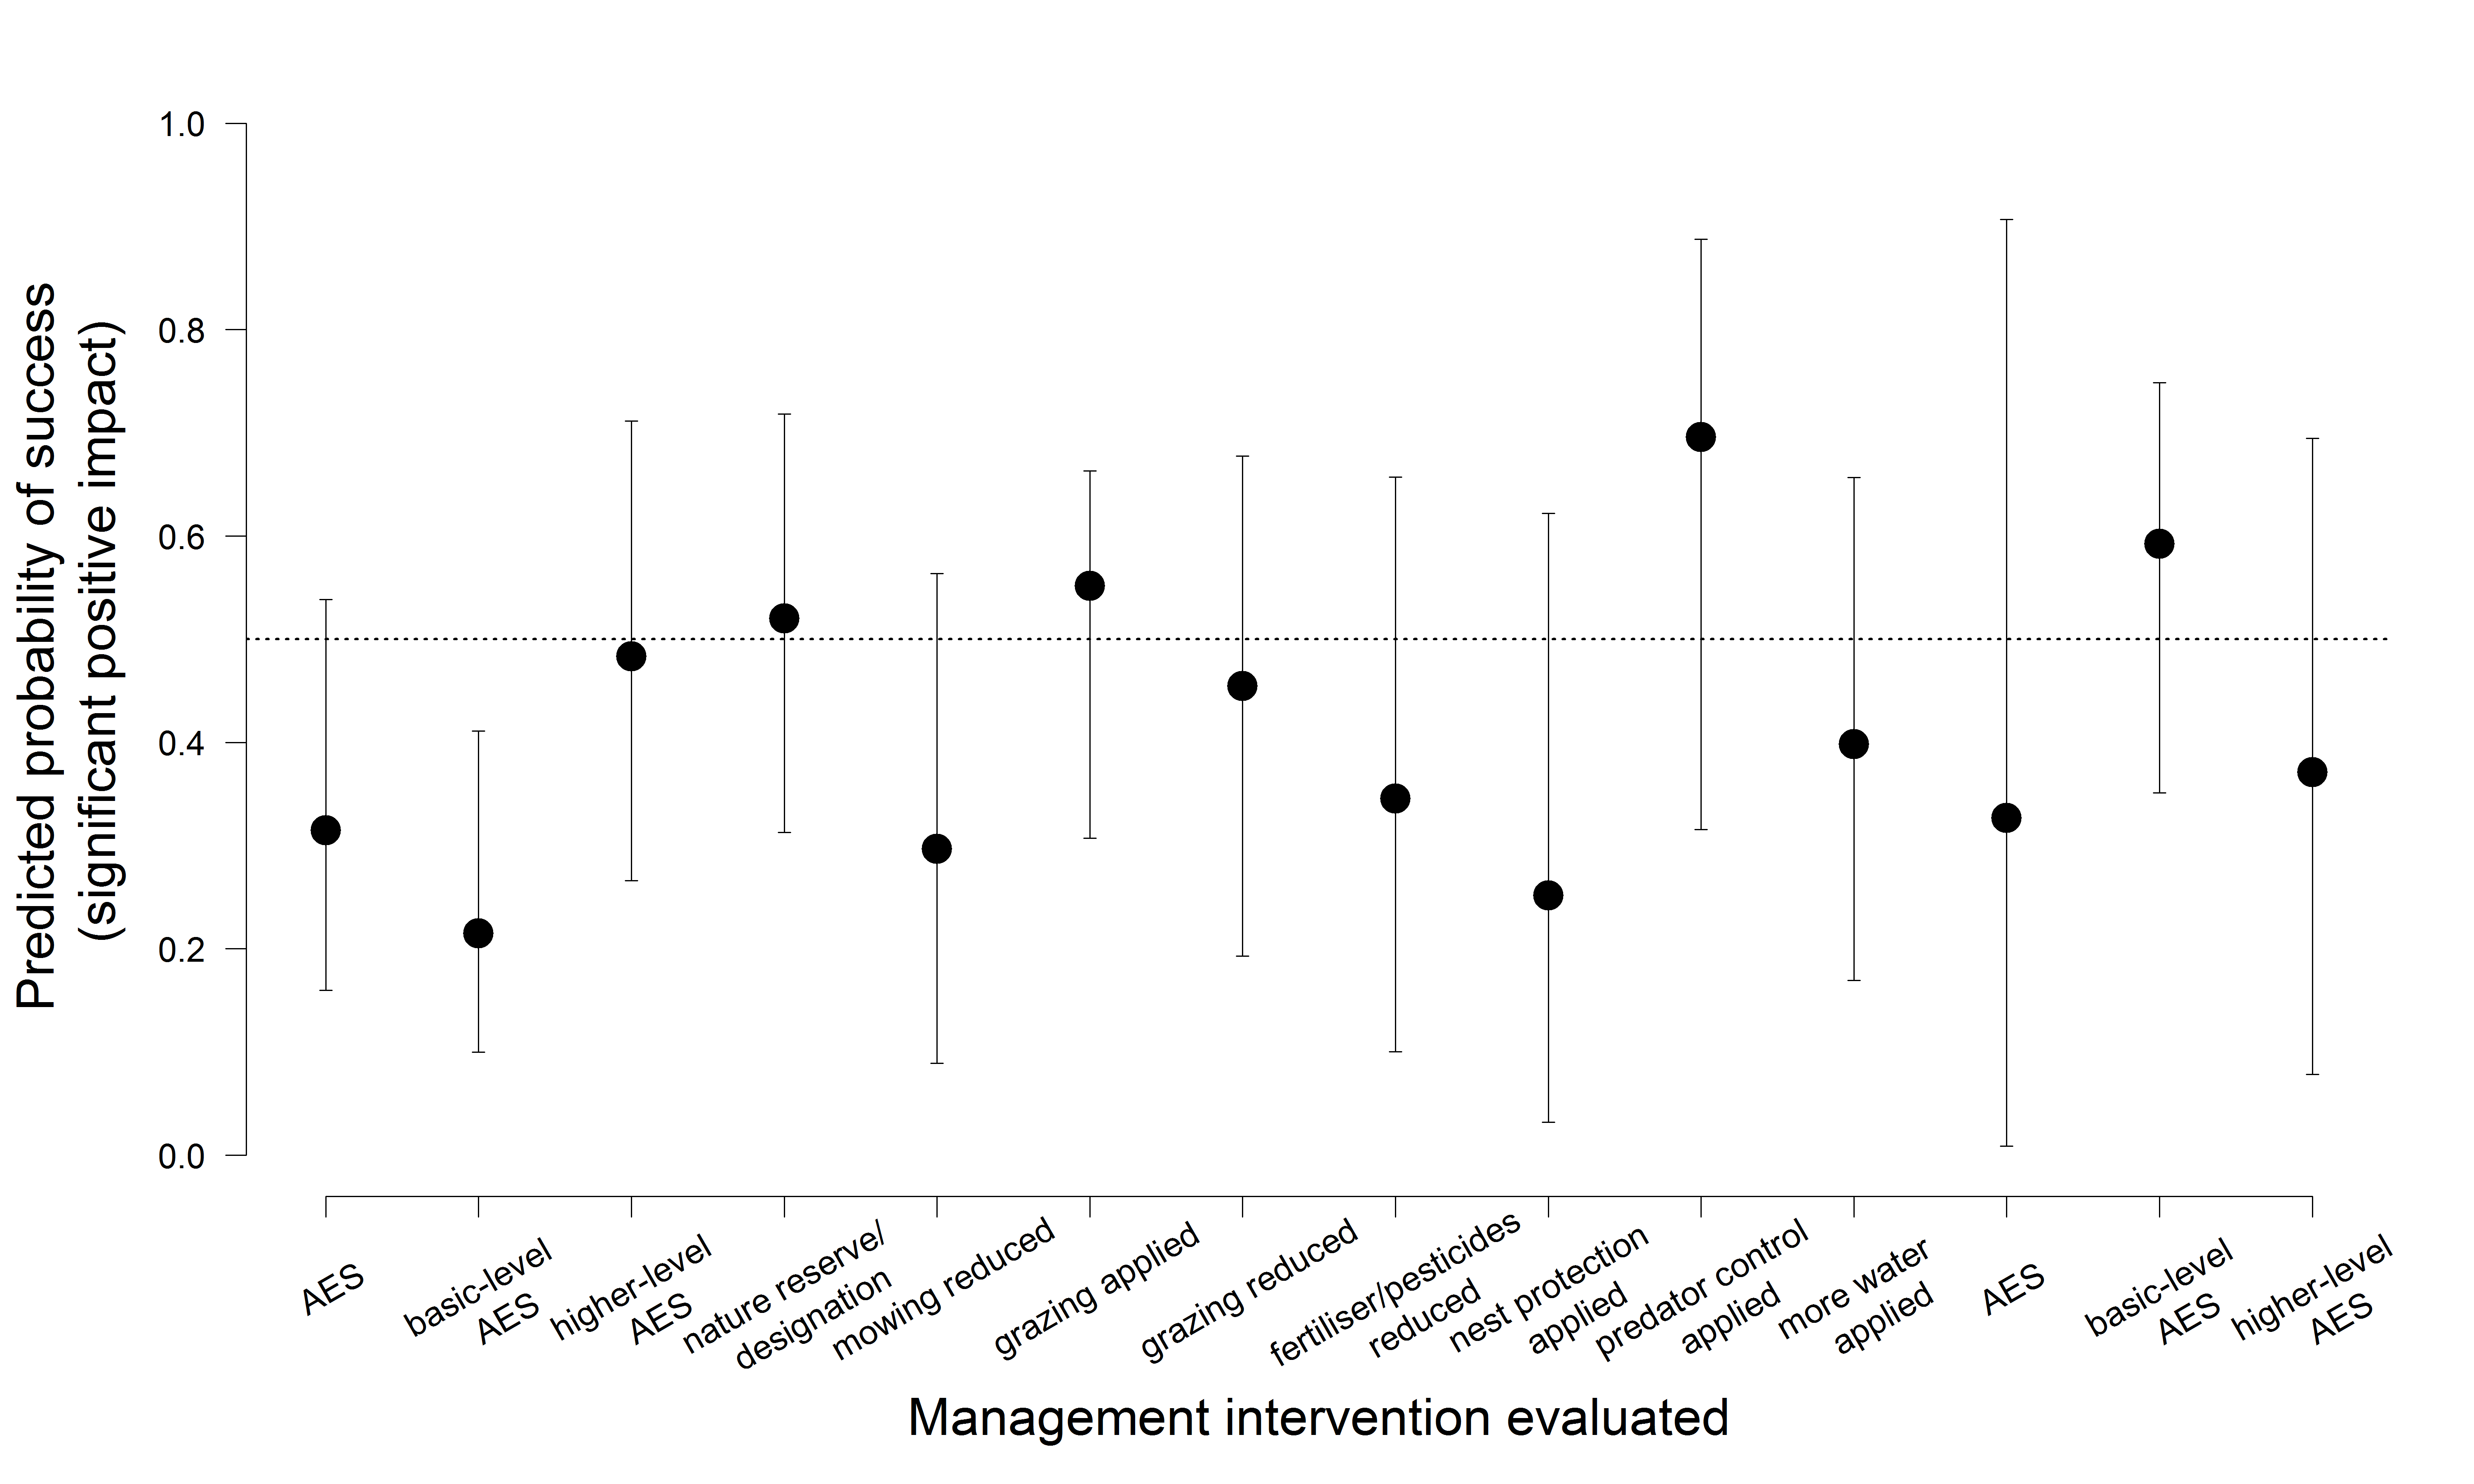 Predicted probability of success
(significant positive impact)
1.0
0.8
0.6
0.4
0.2
0.0
AES
basic-level
AES
higher-level
AES
nature reserve/
designation
mowing reduced
grazing applied
grazing reduced
fertiliser/pesticides
reduced
nest protection
applied
predator control
applied
more water
applied
AES
basic-level
AES
higher-level
AES
Management intervention evaluated